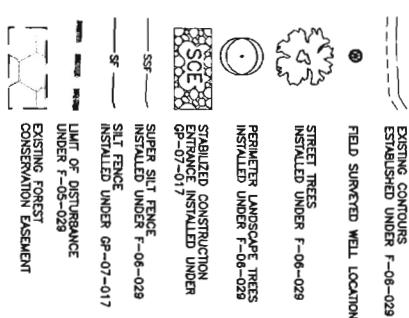 EXISTING CONTOURS
ESTABLISHED UNDER F-06-029
FIELD SURVEYED WELL LOCATION
STREET TREES
INSTALLED UNDER F-06-029
PERIMETER LANDSCAPE TREES
INSTALLED UNDER F-06-029
SCE
STABILIZED CONSTRUCTION
ENTRANCE INSTALLED UNDER
GP-07-017
SSF
SUPER SILT FENCE
INSTALLED UNDER F-06-029
SF
SILT FENCE
INSTALLED UNDER GP-07-017
LIMIT OF DISTURBANCE
UNDER F-05-029
EXISTING FOREST
CONSERVATION EASEMENT